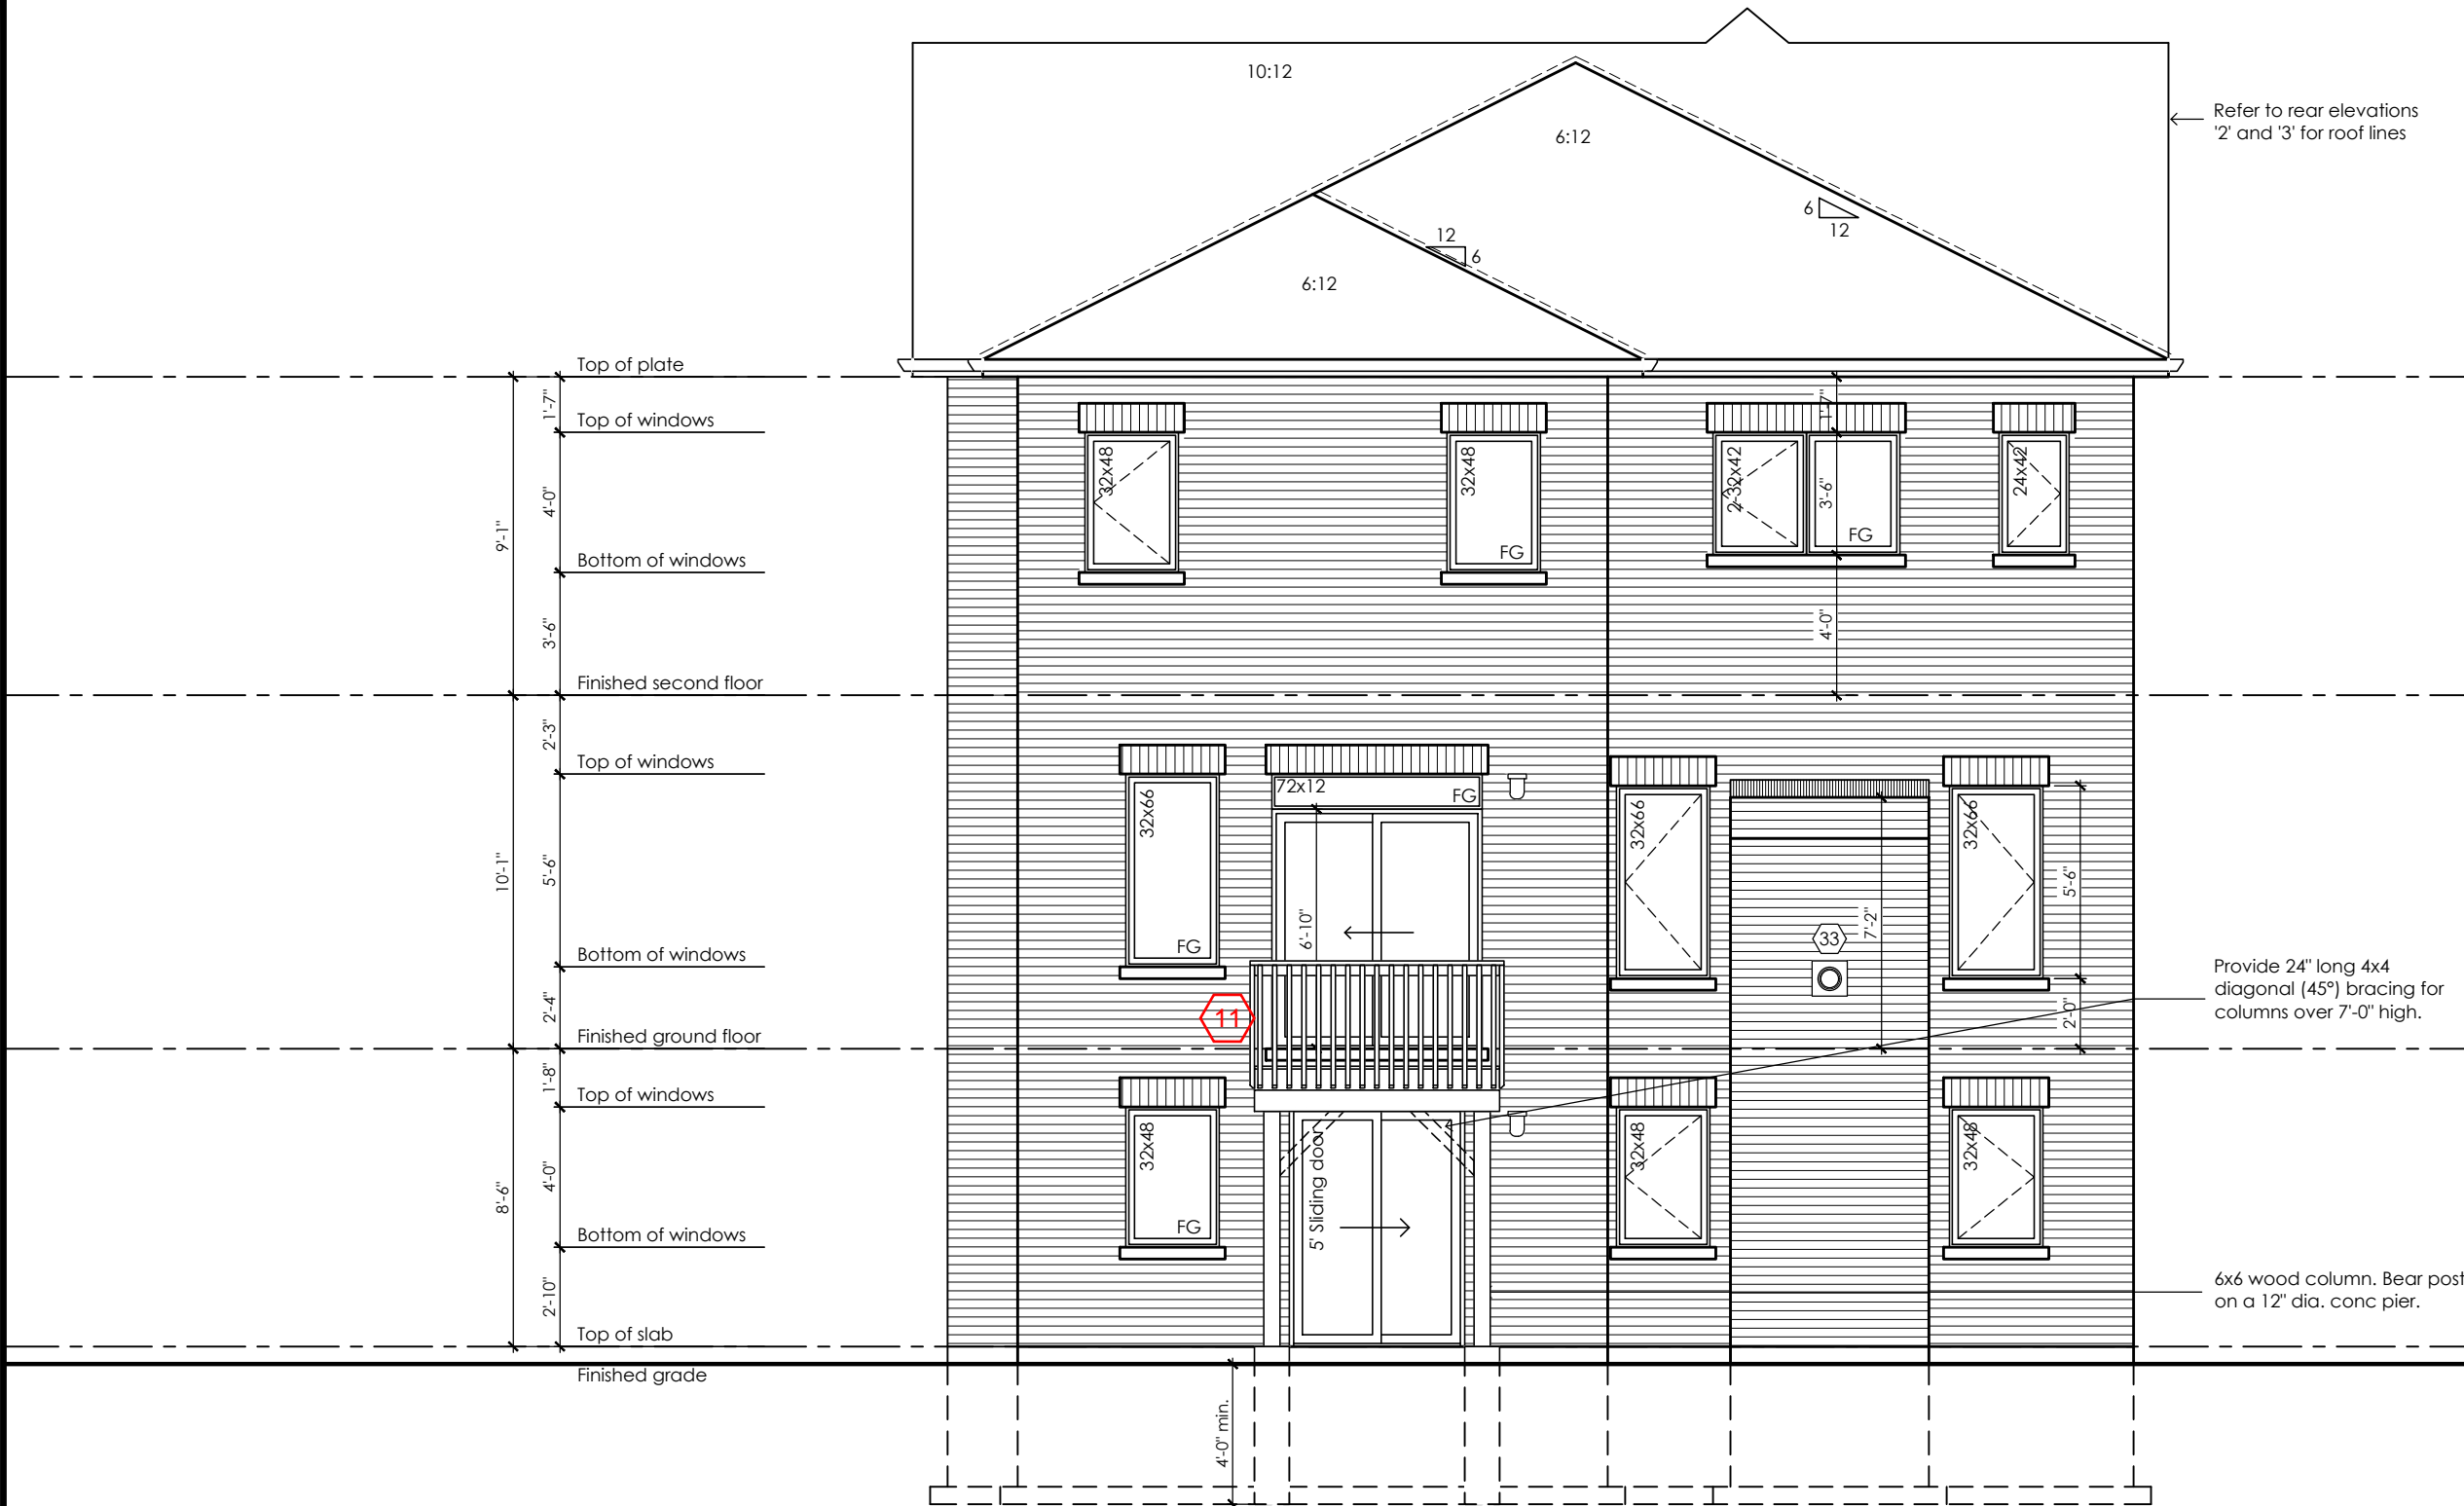 10:12
6:12
Refer to rear elevations
'2' and '3' for roof lines
6
12
12
6
6:12
Top of plate
1'-7"
Top of windows
1'-7"
32x48
32x48
2-32x42
24x42
4'-0"
3'-6"
9'-1"
FG
FG
Bottom of windows
3'-6"
4'-0"
Finished second floor
2'-3"
Top of windows
72x12
FG
32x66
32x66
32x66
10'-1"
5'-6"
5'-6"
6'-10"
7'-2"
33
FG
Bottom of windows
Provide 24" long 4x4
diagonal (45°) bracing for
columns over 7'-0" high.
2'-4"
11
2'-0"
Finished ground floor
1'-8"
Top of windows
32x48
32x48
32x48
5' Sliding door
4'-0"
8'-6"
FG
Bottom of windows
2'-10"
6x6 wood column. Bear post
on a 12" dia. conc pier.
Top of slab
Finished grade
4'-0" min.